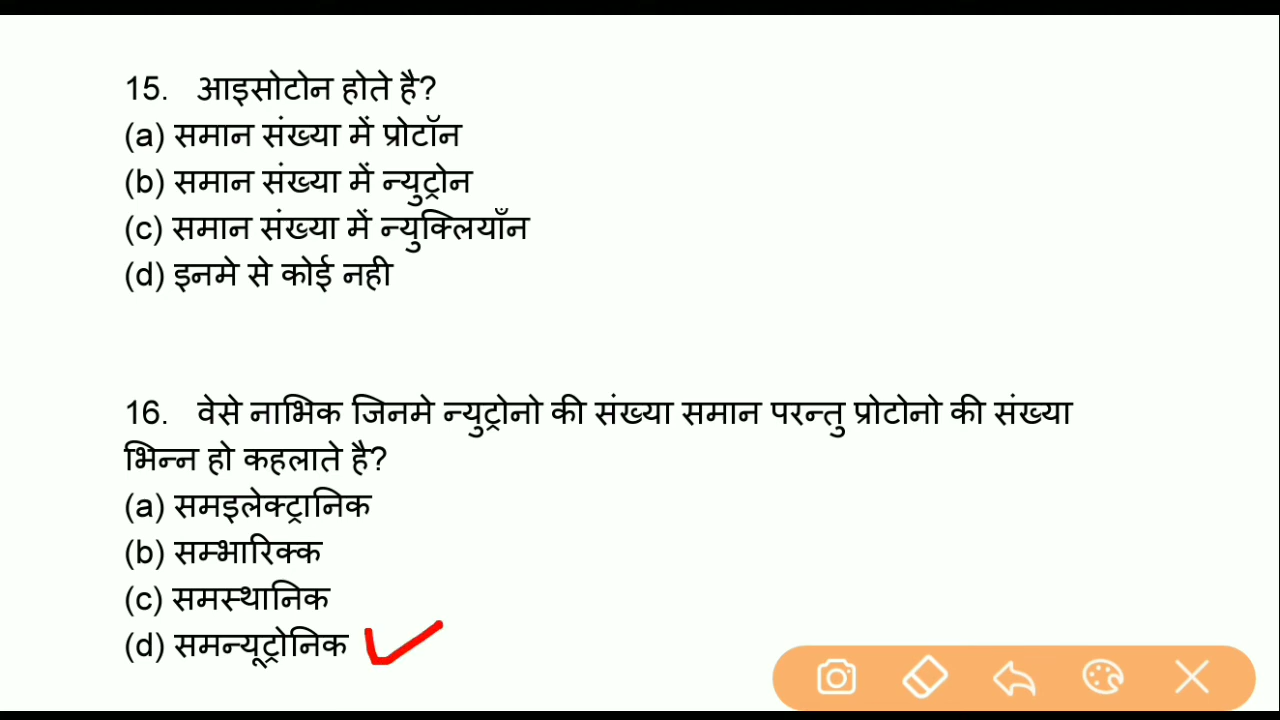 15. आइसोटोन होते है?
(a) समान संख्या में प्रोटॉन
(b) समान संख्या में न्युट्रोन
(c) समान संख्या में न्युक्लियाँन
(d) इनमे से कोई नही
16. वेसे नाभिक जिनमे न्युट्रोनो की संख्या समान परन्तु प्रोटोनो की संख्या
भिन्न हो कहलाते है?
(a) समइलेक्ट्रानिक
(b) सम्भारिक्क
(c) समस्थानिक
(d) समन्यूट्रोनिक